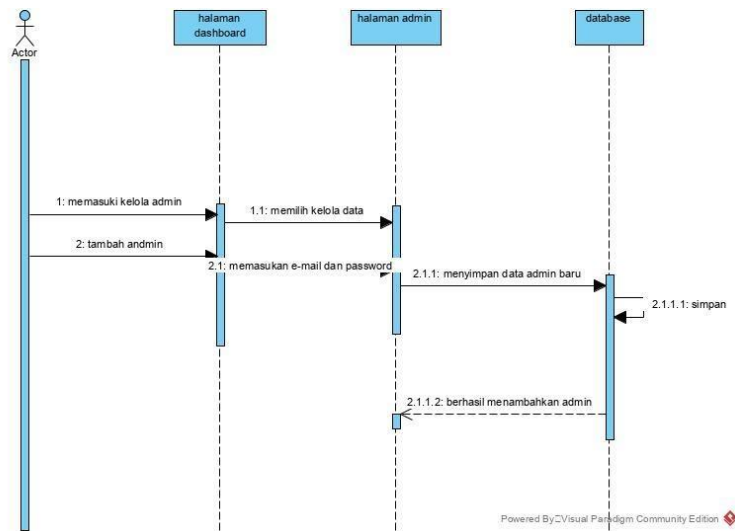 halaman
dashboard
halaman admin
database
Actor
1: memasuki kelola admin
1.1: memilih kelola data
2: tambah andmin
2.1: memasukan e-mail dan password
2.1.1: menyimpan data admin baru
2.1.1.1: simpan
2.1.1.2: berhasil menambahkan admin
Powered By Visual Paradigm Community Edition